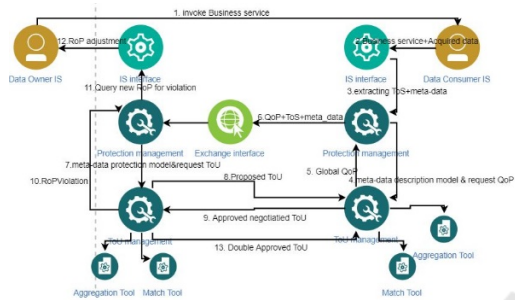 1. invoke Business service
12.RoP adjustment
2.Business service+Acquired data
Data Owner IS
IS interface
IS interface
Data Consumer IS
11.Query new RoP for violation
3.extracting ToS+meta-data
6.QoP+ToS+meta_data
Protection management
Exchange interface
Protection management
7.meta-data protection model&request ToU
8.Proposed ToU
5. Global QoP
4.meta-data description model & request QoP
10.RoPViolation
9. Approved negotiated ToU
ToU management
ToU management
13. Double Approved ToU
Aggregation Tool
Aggregation Tool
Match Tool
Match Tool